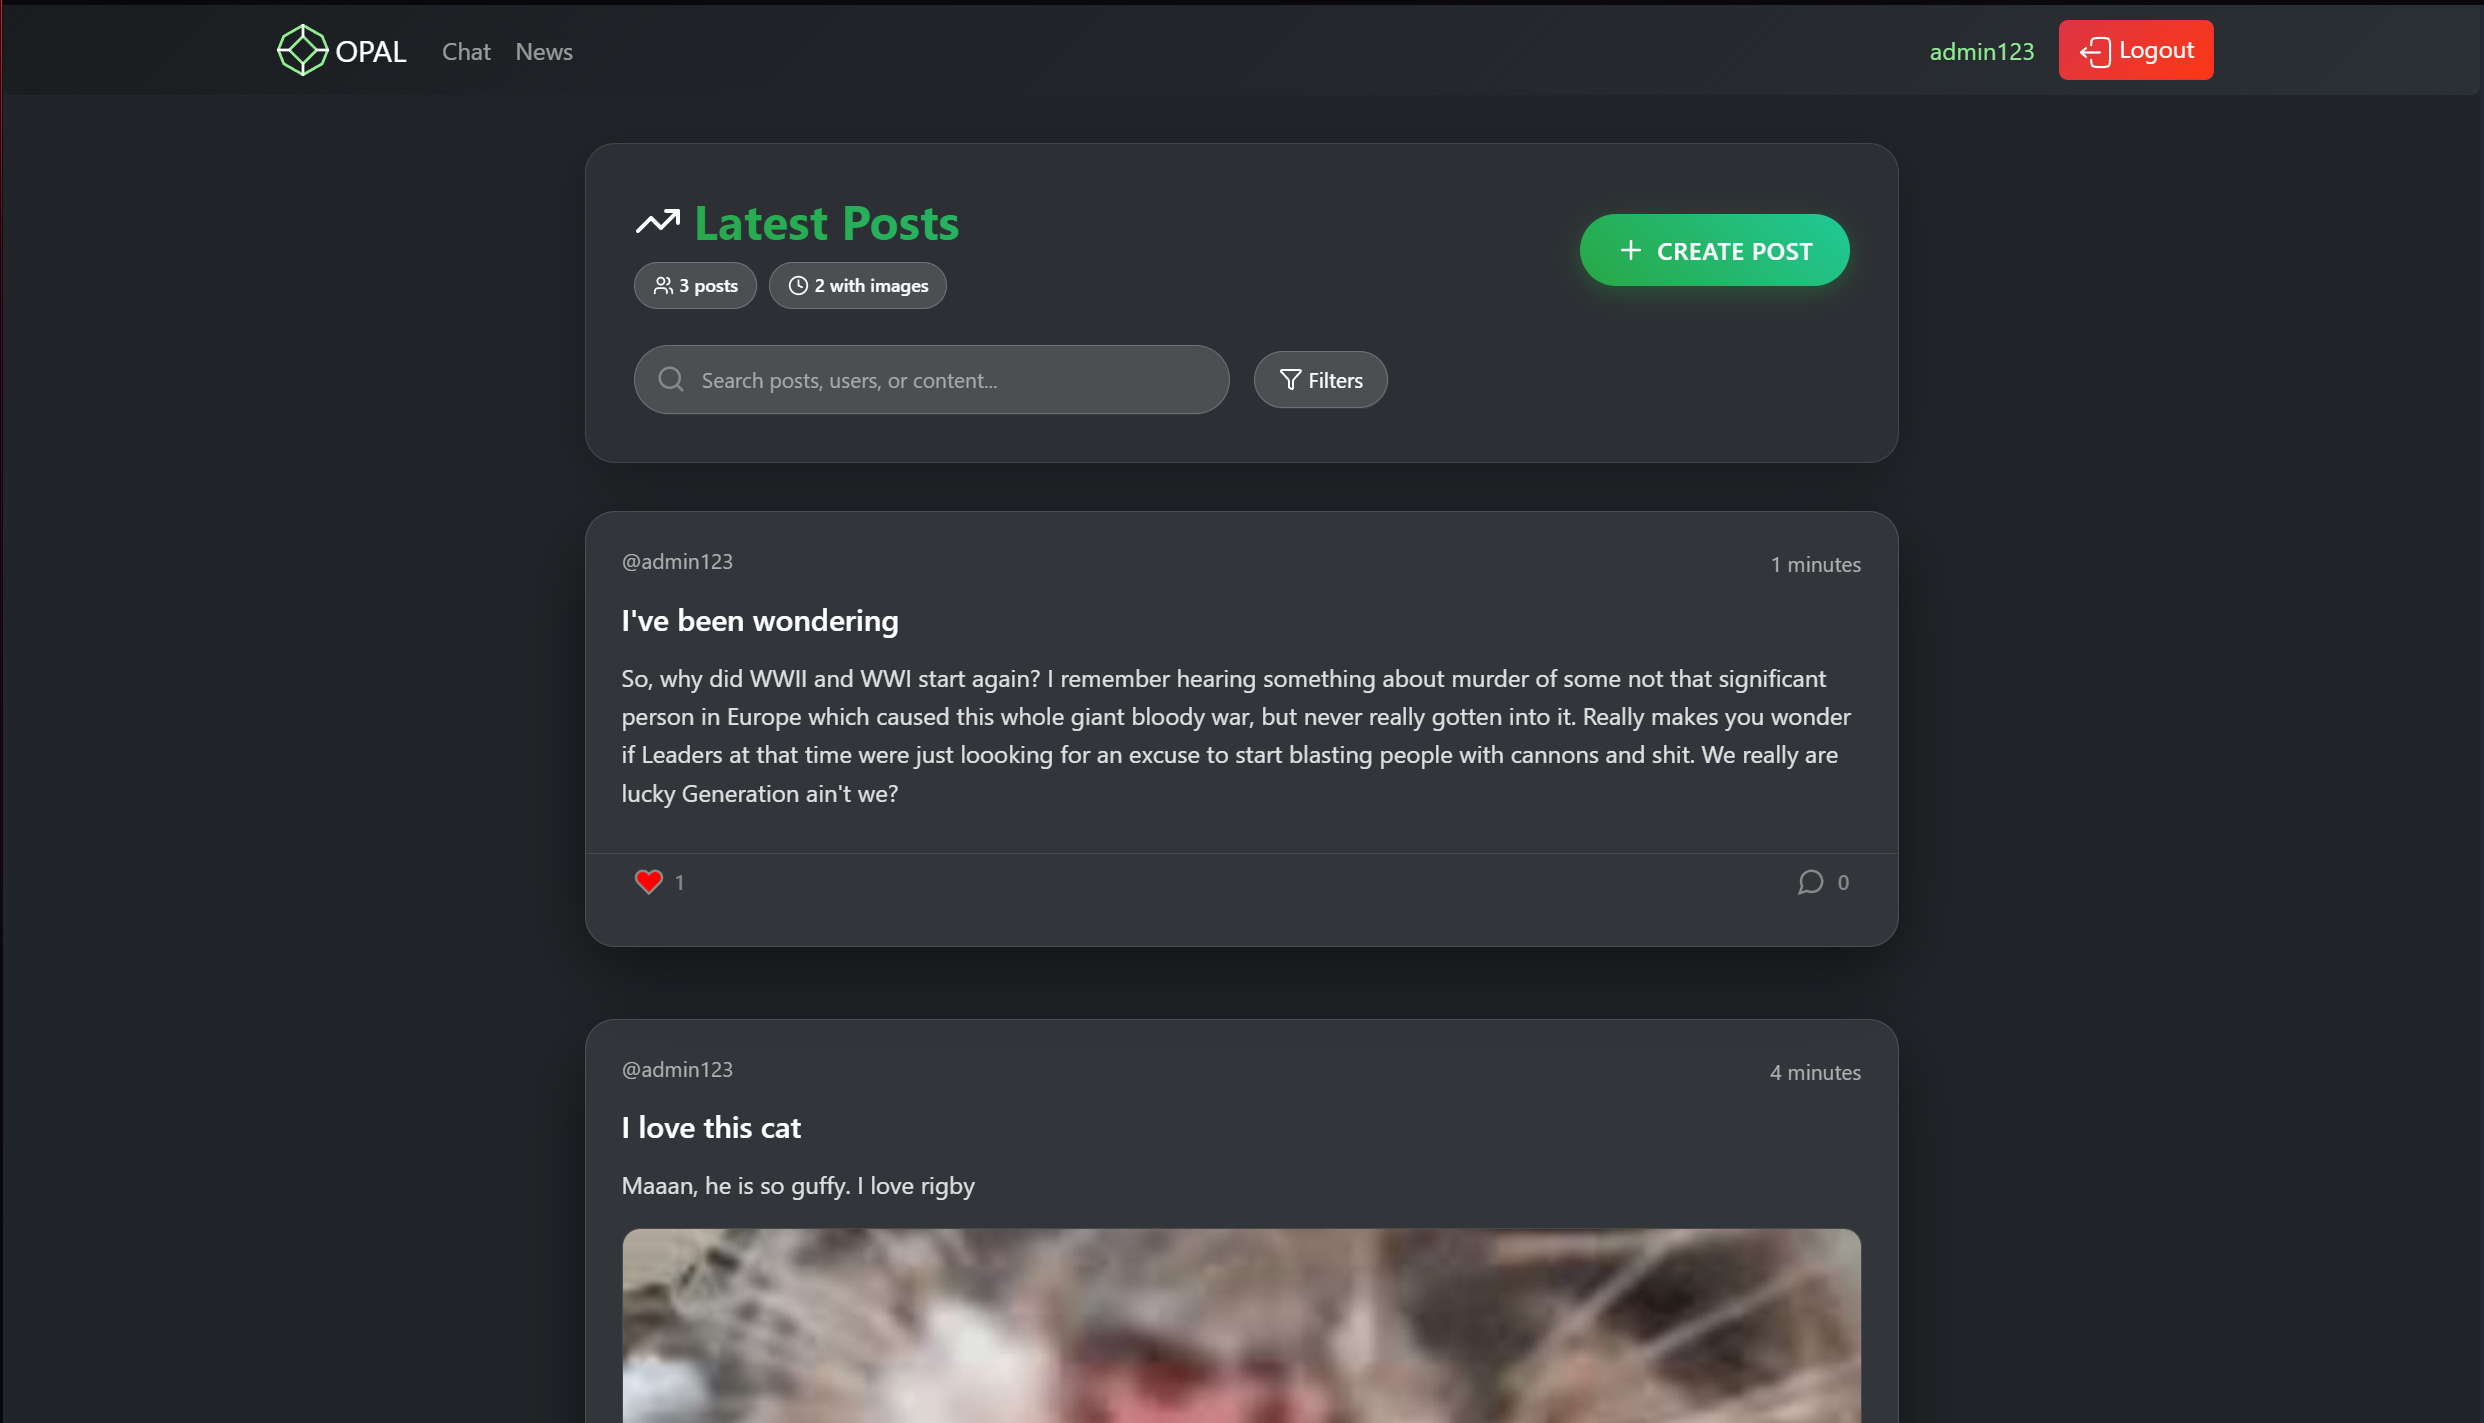 OPAL
Chat
News
admin123
Logout
Latest Posts
CREATE POST
3 posts
2 with images
Search posts, users, or content...
Filters
@admin123
1 minutes
I've been wondering
So, why did WWII and WWI start again? I remember hearing something about murder of some not that significant
person in Europe which caused this whole giant bloody war, but never really gotten into it. Really makes you wonder
if Leaders at that time were just loooking for an excuse to start blasting people with cannons and shit. We really are
lucky Generation ain't we?
1
0
@admin123
4 minutes
I love this cat
Maaan, he is so guffy. I love rigby